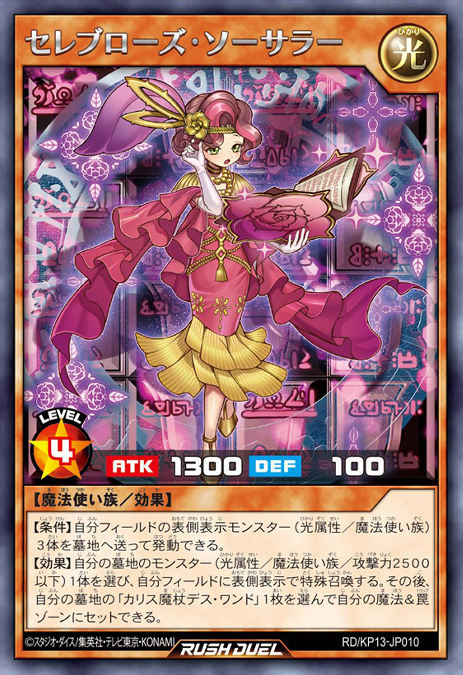 セレブローズ・ソーサラー
光
LEVEL
4
ATK 1300 DEF 100
【魔法使い族／効果】
【条件】自分フィールドの表側表示モンスター（光属性／魔法使い族）
3体を墓地へ送って発動できる。
【効果】自分の墓地のモンスター（光属性／魔法使い族／攻撃力2500
以下）1体を選び、自分フィールドに表側表示で特殊召喚する。その後、
自分の墓地の「カリス魔杖デス・ワンド」1枚を選んで自分の魔法&罠
ゾーンにセットできる。
©スタジオ・ダイス/集英社・テレビ東京・KONAMI
RUSH DUEL
RD/KP13-JP010